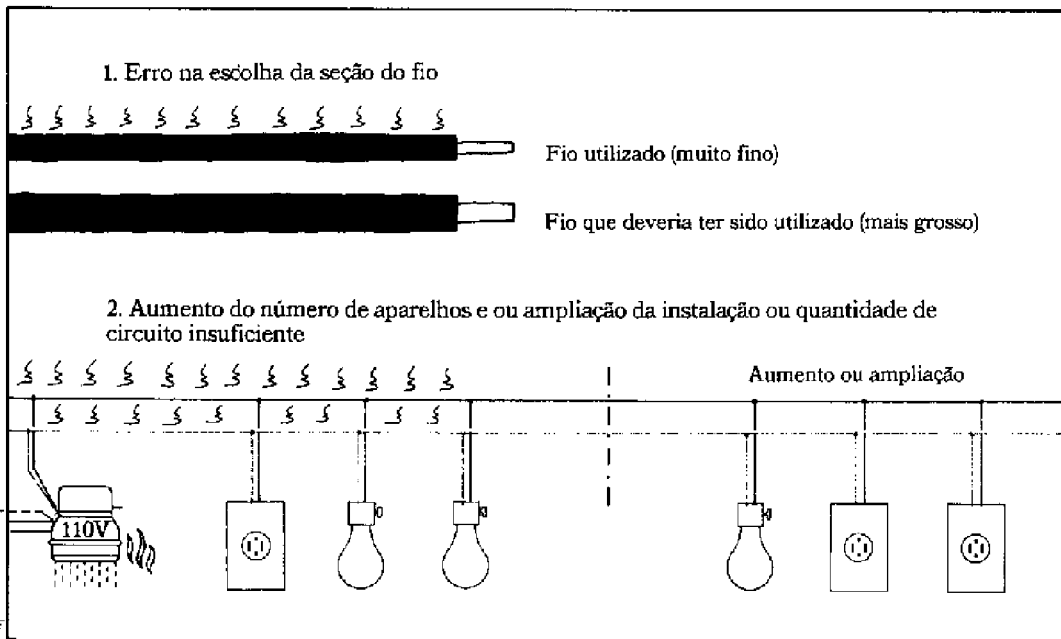 1. Erro na escolha da seção do fio
Fio utilizado (muito fino)
Fio que deveria ter sido utilizado (mais grosso)
2. Aumento do número de aparelhos e ou ampliação da instalação ou quantidade de
circuito insuficiente
Aumento ou ampliação
110V